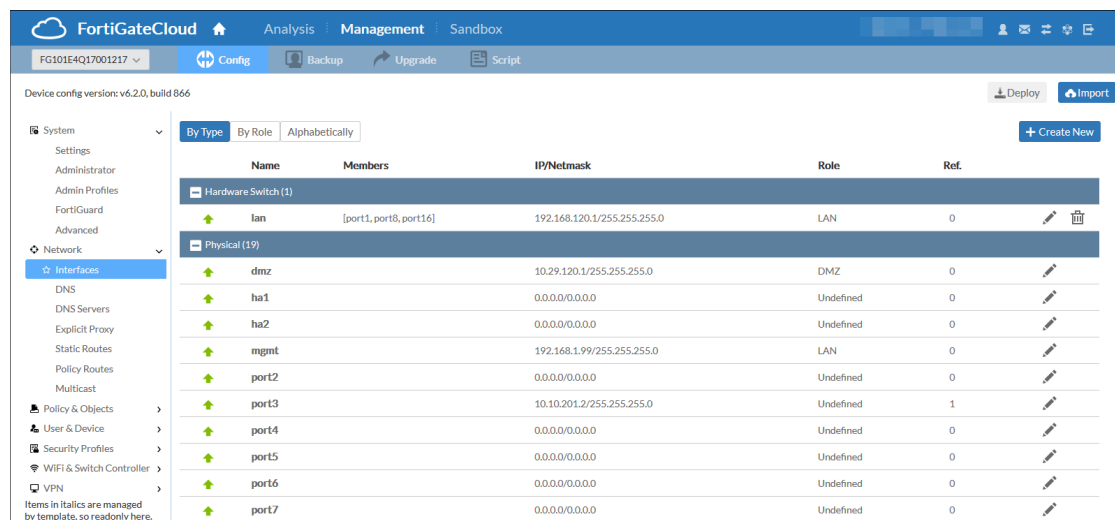 FortiGateCloud Analysis Management Sandbox
FG101E4Q17001217 Config Backup Upgrade Script
Device config version: v6.2.0, build 866 Deploy Import
System
Settings
Administrator
Admin Profiles
FortiGuard
Advanced
Network
Interfaces
DNS
DNS Servers
Explicit Proxy
Static Routes
Policy Routes
Multicast
Policy & Objects
User & Device
Security Profiles
WiFi & Switch Controller
VPN
Items in italics are managed
by template, so readonly here.
By Type By Role Alphabetically + Create New
Name Members IP/Netmask Role Ref.
Hardware Switch (1)
lan [port1, port8, port16] 192.168.120.1/255.255.255.0 LAN 0
Physical (19)
dmz 10.29.120.1/255.255.255.0 DMZ 0
ha1 0.0.0.0/0.0.0.0 Undefined 0
ha2 0.0.0.0/0.0.0.0 Undefined 0
mgmt 192.168.1.99/255.255.255.0 LAN 0
port2 0.0.0.0/0.0.0.0 Undefined 0
port3 10.10.201.2/255.255.255.0 Undefined 1
port4 0.0.0.0/0.0.0.0 Undefined 0
port5 0.0.0.0/0.0.0.0 Undefined 0
port6 0.0.0.0/0.0.0.0 Undefined 0
port7 0.0.0.0/0.0.0.0 Undefined 0